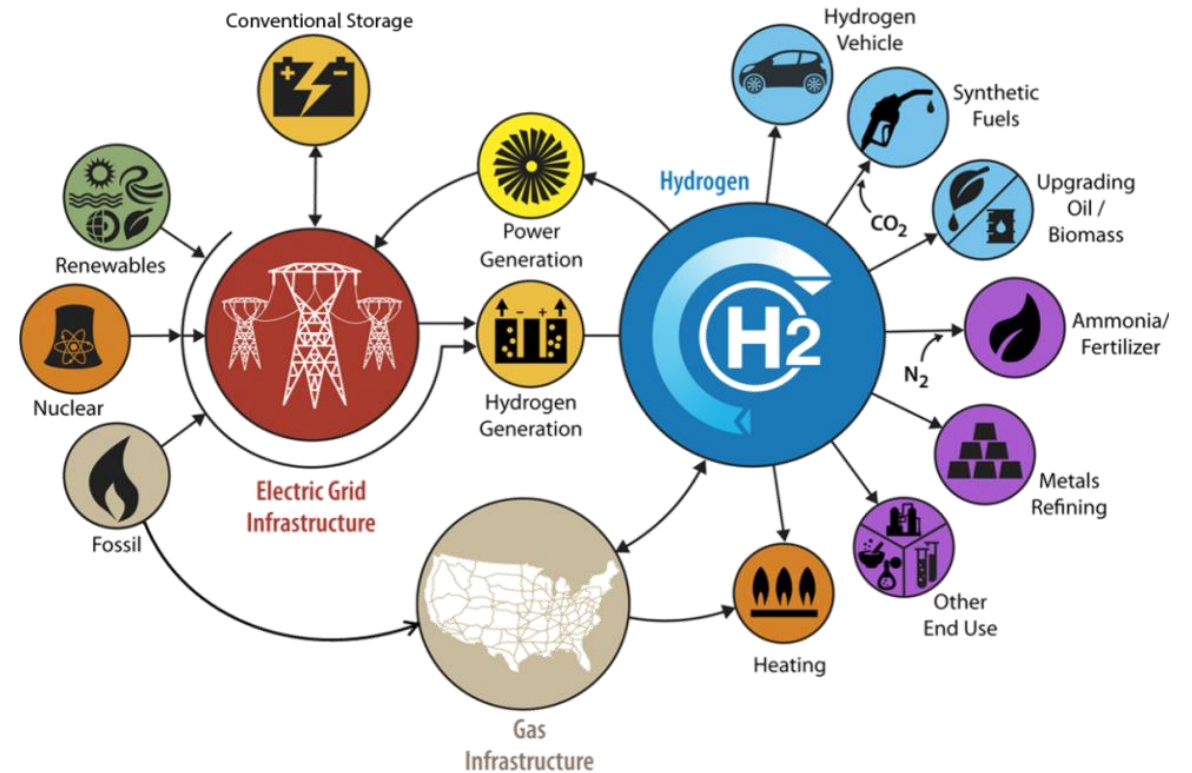 Conventional Storage
Hydrogen
Vehicle
Synthetic
Fuels
CO2
Upgrading
Oil /
Biomass
Renewables
Power
Generation
Hydrogen
H2
Ammonia/
Fertilizer
N2
Nuclear
- +
Hydrogen
Generation
Metals
Refining
Electric Grid
Infrastructure
Fossil
Other
End Use
Heating
Gas
Infrastructure